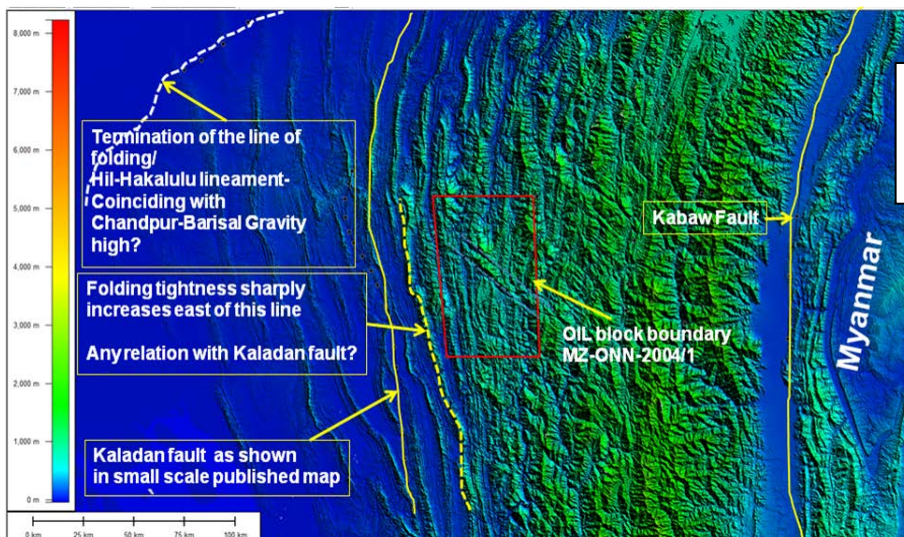 8,000 m
7,000 m
6,000 m
5,000 m
4,000 m
3,000 m
2,000 m
1,000 m
0 m
Termination of the line of
folding/
Hil-Hakalulu lineament-
Coinciding with
Chandpur-Barisal Gravity
high?
Folding tightness sharply
increases east of this line
Any relation with Kaladan fault?
Kaladan fault as shown
in small scale published map
Kabaw Fault
OIL block boundary
MZ-ONN-2004/1
Myanmar
0 km
25 km
50 km
75 km
100 km